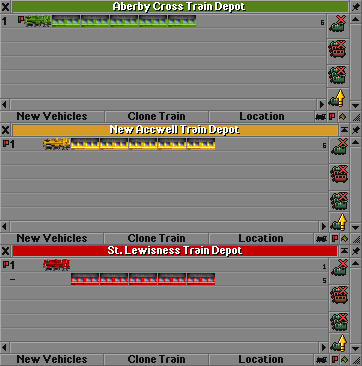 Aberby Cross Train Depot
1 6
New Vehicles Clone Train Location
New Accwell Train Depot
1 6
New Vehicles Clone Train Location
St. Lewisness Train Depot
1 1
- 5
New Vehicles Clone Train Location